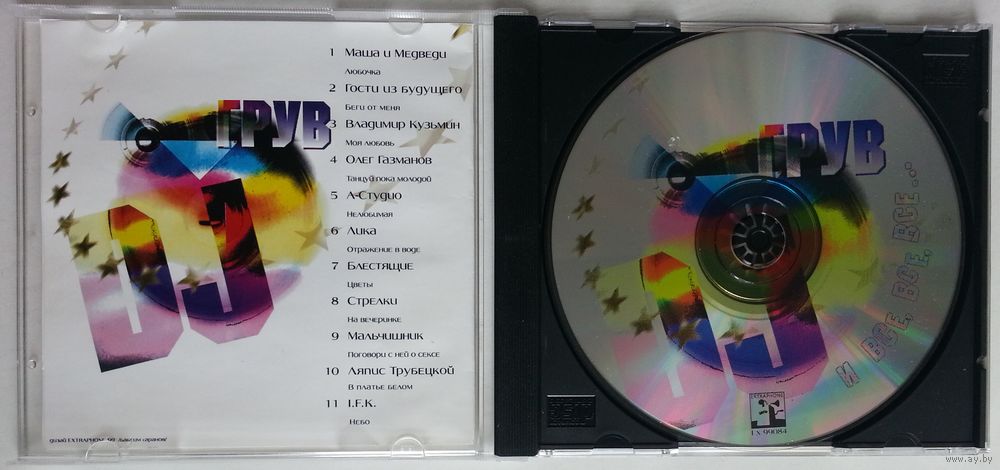 DJ
ГРУВ
1 Маша и Медведи
Любочка
2 Гости из будущего
Беги от меня
3 Владимир Кузьмин
Моя любовь
4 Олег Газманов
Танцуй пока молодой
5 А-Студио
Нелюбимая
6 Лика
Отражение в воде
7 Блестящие
Цветы
8 Стрелки
На вечеринке
9 Мальчишник
Поговори с ней о сексе
10 Ляпис Трубецкой
В платье белом
11 I.F.K.
Небо
EXTRAPHONE 99
ГРУВ
DJ
И ВСЕ, ВСЕ, ВСЕ...
EXTRAPHONE
EX 99084
www.ay.by